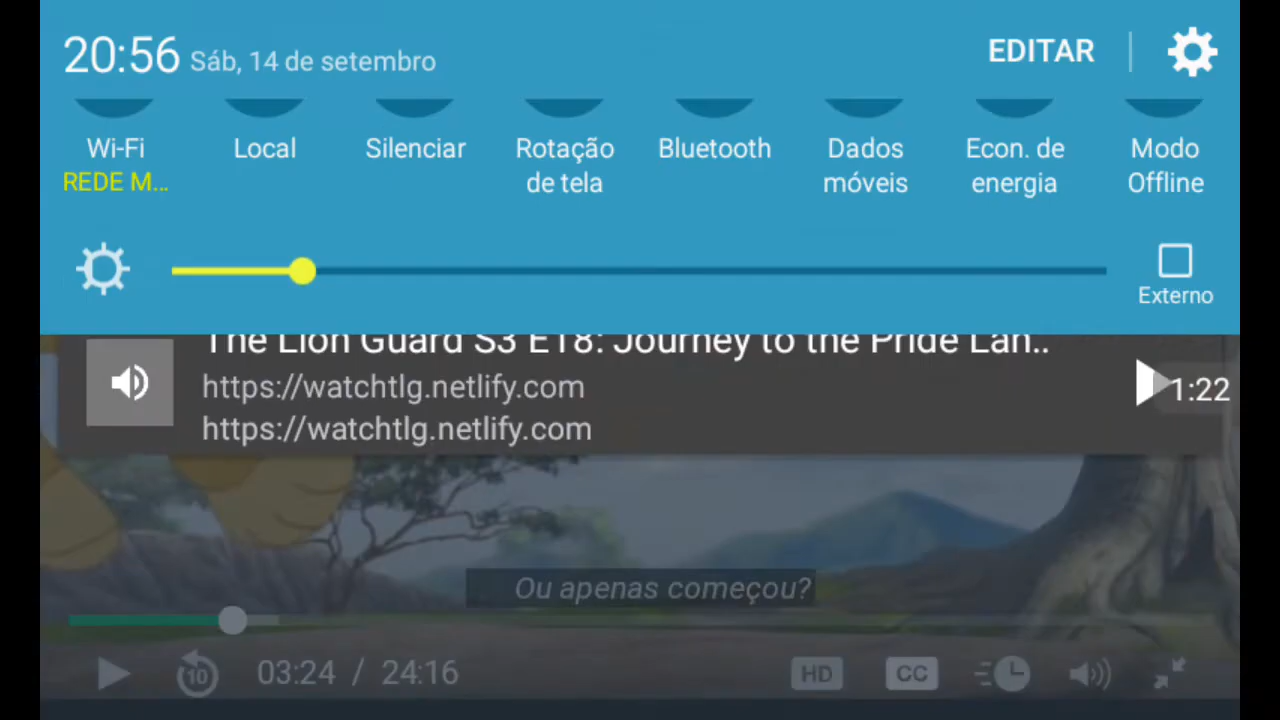 20:56 Sáb, 14 de setembro EDITAR
Wi-Fi Local Silenciar Rotação de tela Bluetooth Dados móveis Econ. de energia Modo Offline
REDE M...
Externo
The Lion Guard S3 E18: Journey to the Pride Lan..
https://watchtlg.netlify.com
1:22
https://watchtlg.netlify.com
Ou apenas começou?
10 03:24 / 24:16 HD CC